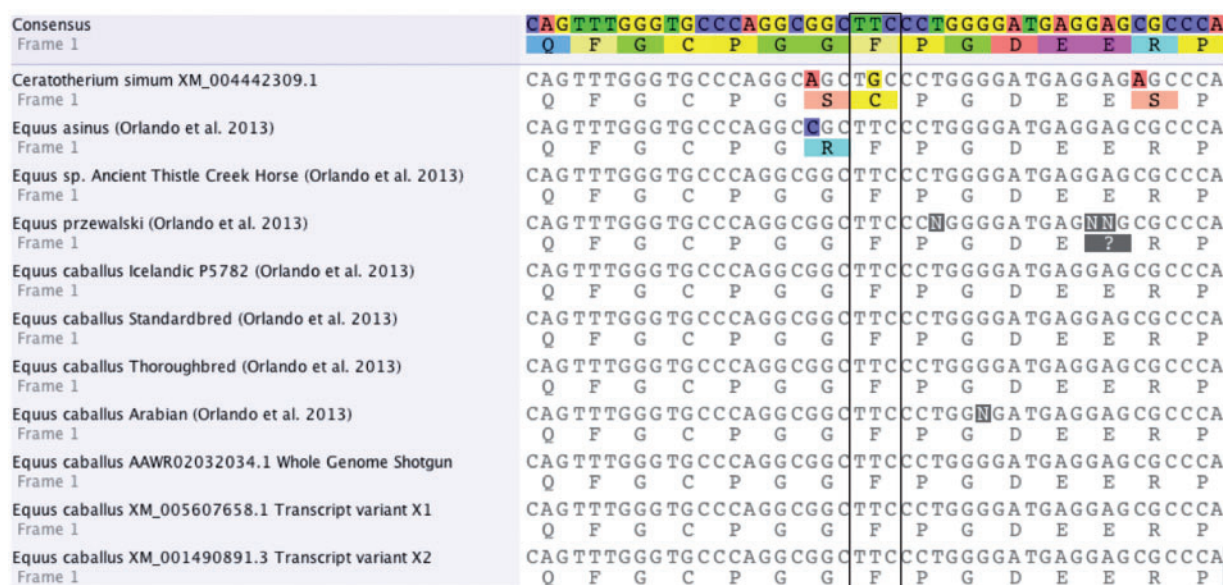 Consensus CAGTTTGGGTGCCCAGGCGGCTTCCCTGGGGATGAGGAGCGCCCA
Frame 1 Q F G C P G G F P G D E E R P
Ceratotherium simum XM_004442309.1 CAGTTTGGGTGCCCAGGCAGCTGCCCTGGGGATGAGGAGAGCCCA
Frame 1 Q F G C P G S C P G D E E S P
Equus asinus (Orlando et al. 2013) CAGTTTGGGTGCCCAGGCCGCTTCCCTGGGGATGAGGAGCGCCCA
Frame 1 Q F G C P G R F P G D E E R P
Equus sp. Ancient Thistle Creek Horse (Orlando et al. 2013) CAGTTTGGGTGCCCAGGCGGCTTCCCTGGGGATGAGGAGCGCCCA
Frame 1 Q F G C P G G F P G D E E R P
Equus przewalski (Orlando et al. 2013) CAGTTTGGGTGCCCAGGCGGCTTCCCNGGGGATGAGNNGCGCCCA
Frame 1 Q F G C P G G F P G D E ? R P
Equus caballus Icelandic P5782 (Orlando et al. 2013) CAGTTTGGGTGCCCAGGCGGCTTCCCTGGGGATGAGGAGCGCCCA
Frame 1 Q F G C P G G F P G D E E R P
Equus caballus Standardbred (Orlando et al. 2013) CAGTTTGGGTGCCCAGGCGGCTTCCCTGGGGATGAGGAGCGCCCA
Frame 1 Q F G C P G G F P G D E E R P
Equus caballus Thoroughbred (Orlando et al. 2013) CAGTTTGGGTGCCCAGGCGGCTTCCCTGGGGATGAGGAGCGCCCA
Frame 1 Q F G C P G G F P G D E E R P
Equus caballus Arabian (Orlando et al. 2013) CAGTTTGGGTGCCCAGGCGGCTTCCCTGGNGATGAGGAGCGCCCA
Frame 1 Q F G C P G G F P G D E E R P
Equus caballus AAWR02032034.1 Whole Genome Shotgun CAGTTTGGGTGCCCAGGCGGCTTCCCTGGGGATGAGGAGCGCCCA
Frame 1 Q F G C P G G F P G D E E R P
Equus caballus XM_005607658.1 Transcript variant X1 CAGTTTGGGTGCCCAGGCGGCTTCCCTGGGGATGAGGAGCGCCCA
Frame 1 Q F G C P G G F P G D E E R P
Equus caballus XM_001490891.3 Transcript variant X2 CAGTTTGGGTGCCCAGGCGGCTTCCCTGGGGATGAGGAGCGCCCA
Frame 1 Q F G C P G G F P G D E E R P